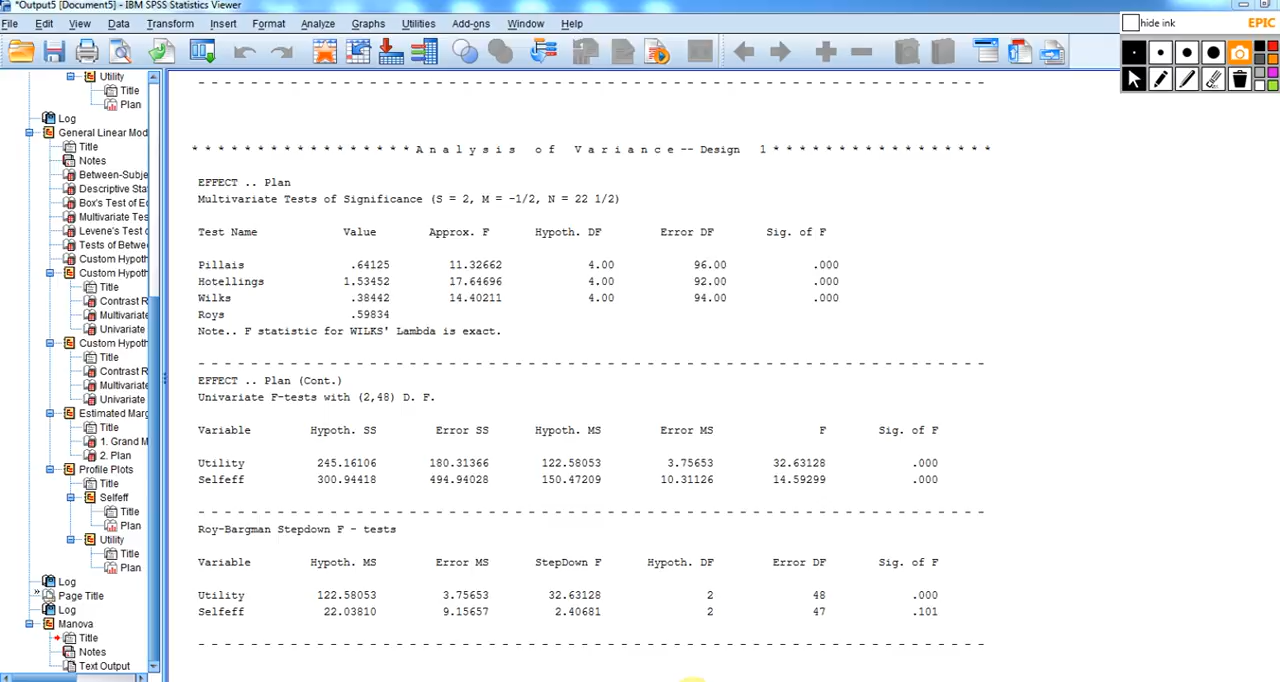 *Output5 [Document5] - IBM SPSS Statistics Viewer
File Edit View Data Transform Insert Format Analyze Graphs Utilities Add-ons Window Help
hide ink EPIC
Utility
Title
Plan
Log
General Linear Mod
Title
Notes
Between-Subje
Descriptive Sta
Box's Test of Ec
Multivariate Tes
Levene's Test o
Tests of Betwe
Custom Hypoth
Custom Hypoth
Title
Contrast R
Multivariate
Univariate
Custom Hypoth
Title
Contrast R
Multivariate
Univariate
Estimated Marg
Title
1. Grand M
2. Plan
Profile Plots
Title
Selfeff
Title
Plan
Utility
Title
Plan
Log
Page Title
Log
Manova
Title
Notes
Text Output
* * * * * * * * * * * * * * * * * A n a l y s i s   o f   V a r i a n c e -- Design   1 * * * * * * * * * * * * * * * * *
EFFECT .. Plan
Multivariate Tests of Significance (S = 2, M = -1/2, N = 22 1/2)
Test Name Value Approx. F Hypoth. DF Error DF Sig. of F
Pillais .64125 11.32662 4.00 96.00 .000
Hotellings 1.53452 17.64696 4.00 92.00 .000
Wilks .38442 14.40211 4.00 94.00 .000
Roys .59834
Note.. F statistic for WILKS' Lambda is exact.
EFFECT .. Plan (Cont.)
Univariate F-tests with (2,48) D. F.
Variable Hypoth. SS Error SS Hypoth. MS Error MS F Sig. of F
Utility 245.16106 180.31366 122.58053 3.75653 32.63128 .000
Selfeff 300.94418 494.94028 150.47209 10.31126 14.59299 .000
Roy-Bargman Stepdown F - tests
Variable Hypoth. MS Error MS StepDown F Hypoth. DF Error DF Sig. of F
Utility 122.58053 3.75653 32.63128 2 48 .000
Selfeff 22.03810 9.15657 2.40681 2 47 .101